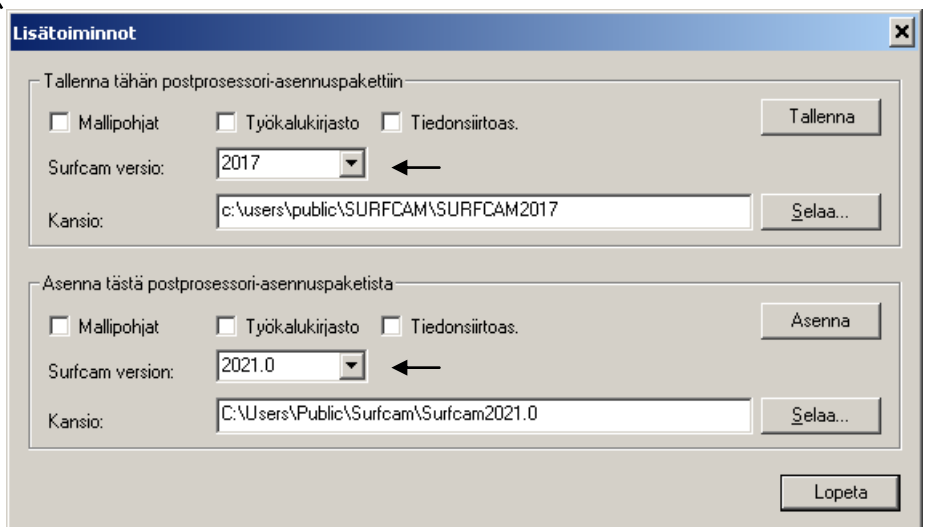 Lisätoiminnot
Tallenna tähän postprosessori-asennuspakettiin
Mallipohjat Työkalukirjasto Tiedonsiirtoas. Tallenna
Surfcam versio: 2017
Kansio: c:\users\public\SURFCAM\SURFCAM2017 Selaa...
Asenna tästä postprosessori-asennuspaketista
Mallipohjat Työkalukirjasto Tiedonsiirtoas. Asenna
Surfcam version: 2021.0
Kansio: C:\Users\Public\Surfcam\Surfcam2021.0 Selaa...
Lopeta